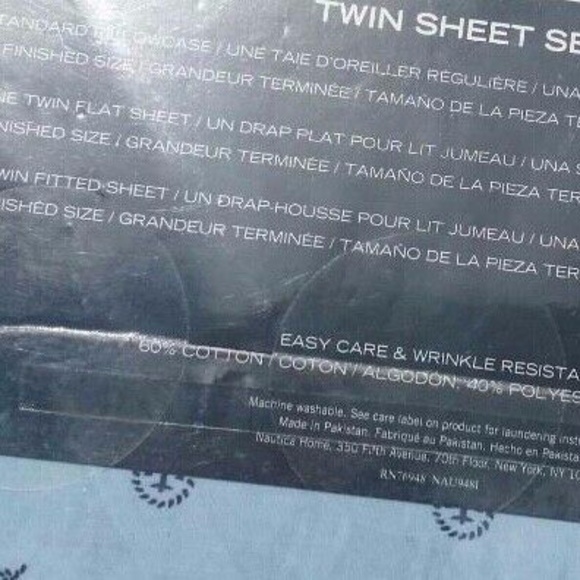 TWIN SHEET SE
TANDARD PILLOWCASE / UNE TAIE D'OREILLER RÉGULIÈRE / UNA
FINISHED SIZE / GRANDEUR TERMINÉE / TAMAÑO DE LA PIEZA TE
NE TWIN FLAT SHEET / UN DRAP PLAT POUR LIT JUMEAU / UNA S
NISHED SIZE / GRANDEUR TERMINÉE / TAMAÑO DE LA PIEZA TER
WIN FITTED SHEET / UN DRAP-HOUSSE POUR LIT JUMEAU / UNA
ISHED SIZE / GRANDEUR TERMINÉE / TAMAÑO DE LA PIEZA TER
EASY CARE & WRINKLE RESISTA
60% COTTON / COTON / ALGODON; 40% POLYES
Machine washable. See care label on product for laundering inst
Made in Pakistan. Fabriqué au Pakistan. Hecho en Pakista
Nautica Home, 350 Fifth Avenue, 70th Floor, New York, NY 10
RN76948 NAU9481